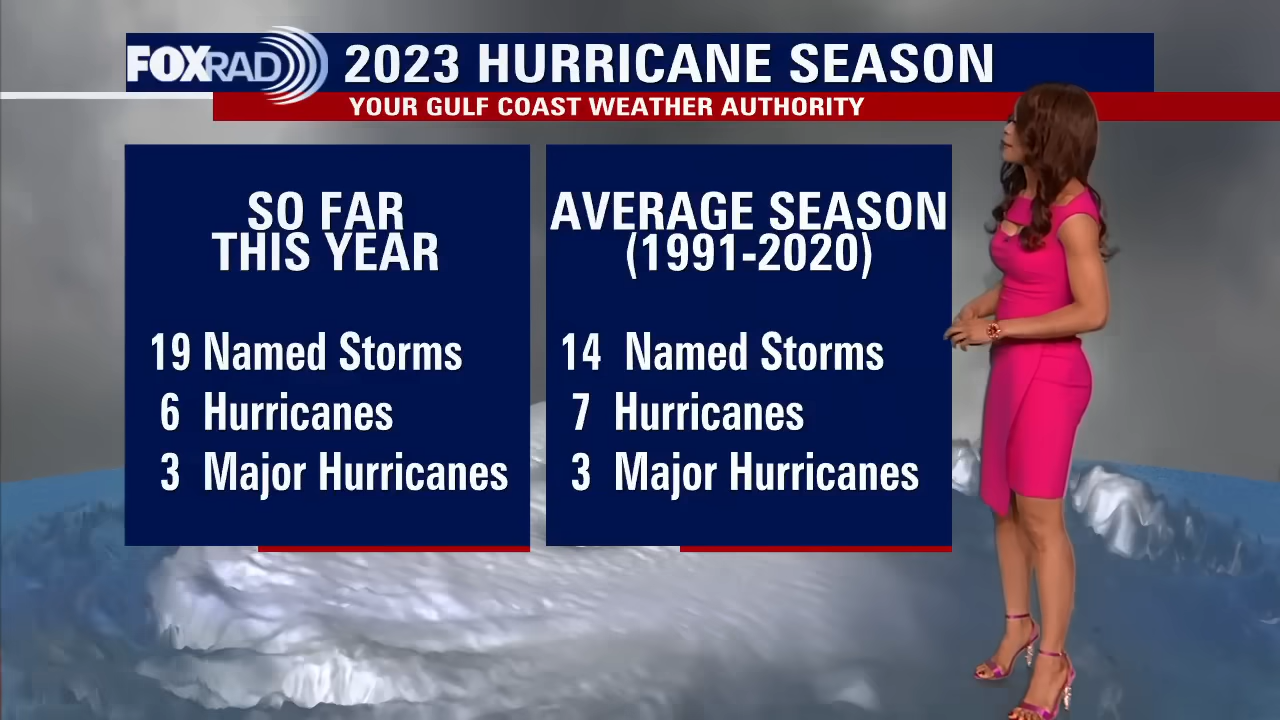 FOXRAD 2023 HURRICANE SEASON
YOUR GULF COAST WEATHER AUTHORITY
SO FAR
THIS YEAR
19 Named Storms
6 Hurricanes
3 Major Hurricanes
AVERAGE SEASON
(1991-2020)
14 Named Storms
7 Hurricanes
3 Major Hurricanes